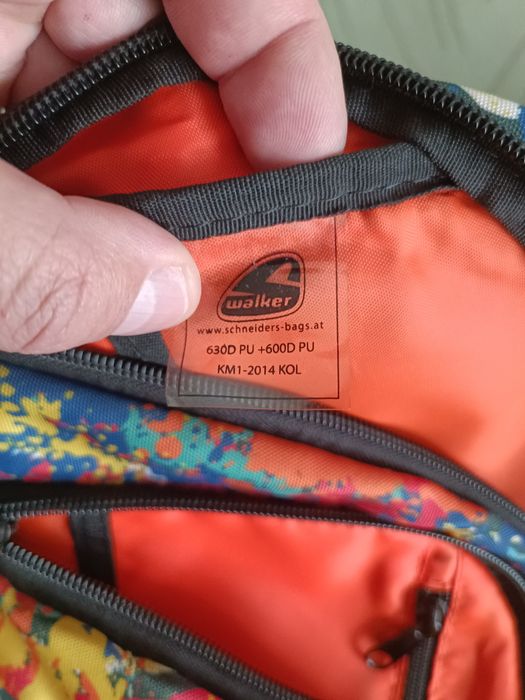 walker
www.schneiders-bags.at
630D PU +600D PU
KM1-2014 KOL